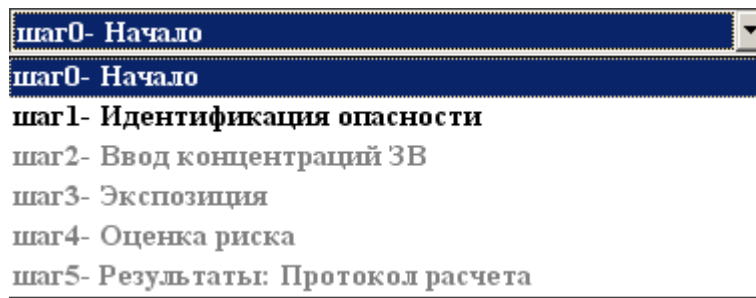 шаг0- Начало
шаг0- Начало
шаг1- Идентификация опасности
шаг2- Ввод концентраций ЗВ
шаг3- Экспозиция
шаг4- Оценка риска
шаг5- Результаты: Протокол расчета